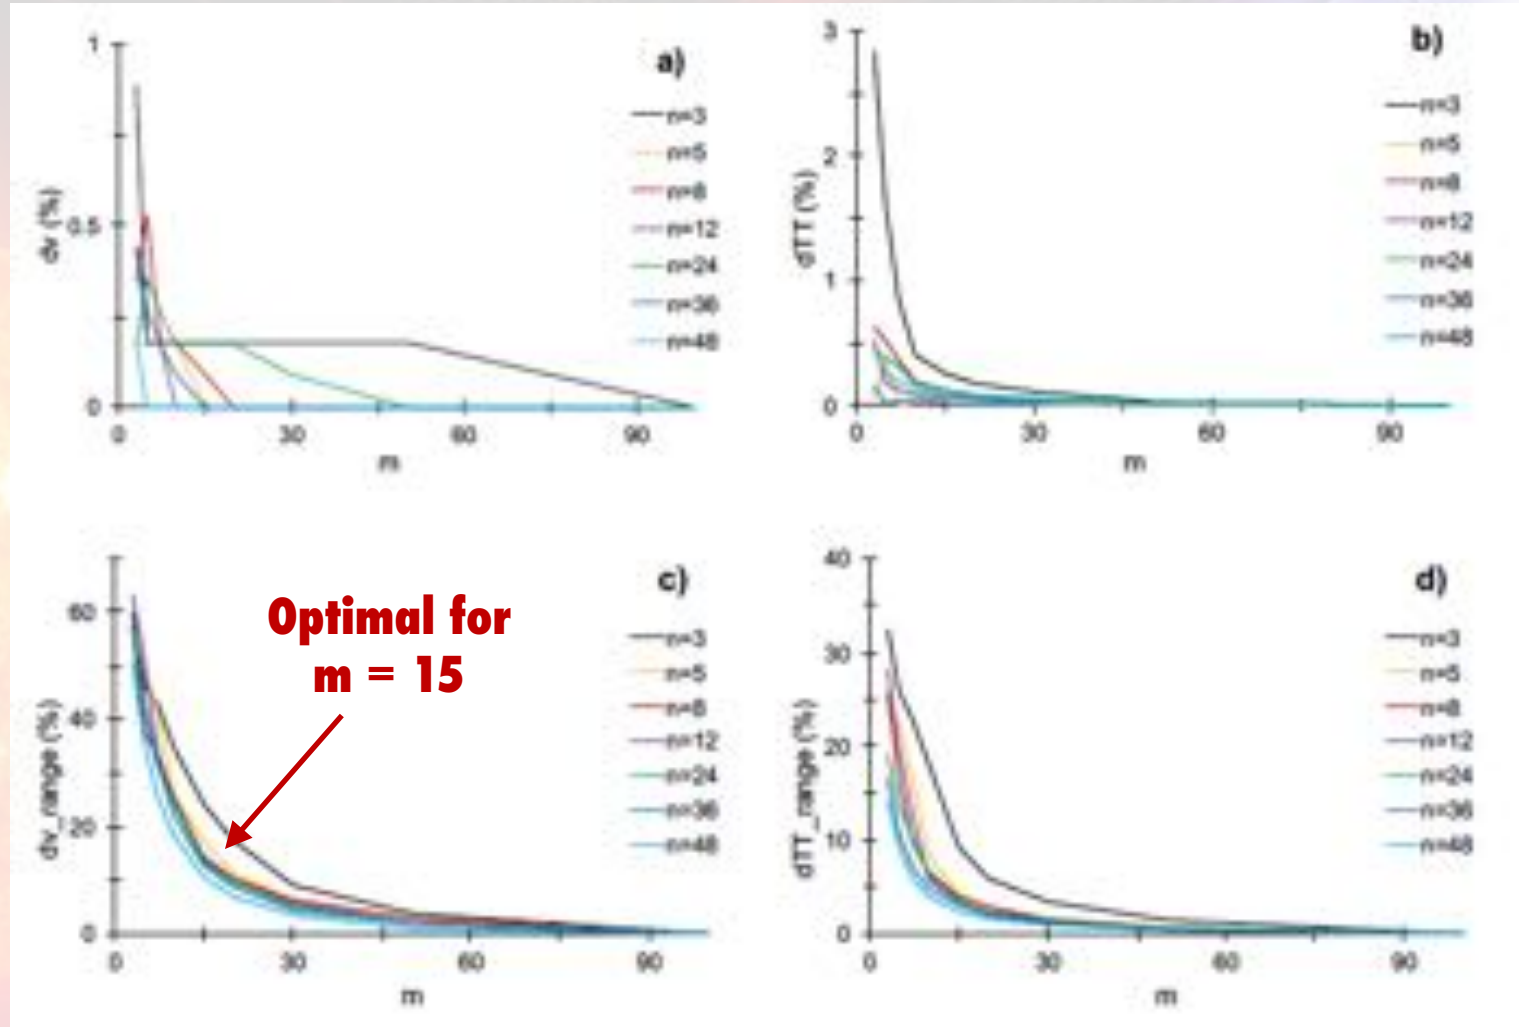 a)
1
0.5
0
dv (%)
0
30
60
90
m
n=3
n=5
n=8
n=12
n=24
n=36
n=48
b)
3
2
1
0
dTT (%)
0
30
60
90
m
n=3
n=5
n=8
n=12
n=24
n=36
n=48
c)
60
40
20
0
dv_range (%)
0
30
60
90
m
Optimal for
m = 15
n=3
n=5
n=8
n=12
n=24
n=36
n=48
d)
40
30
20
10
0
dTT_range (%)
0
30
60
90
m
n=3
n=5
n=8
n=12
n=24
n=36
n=48